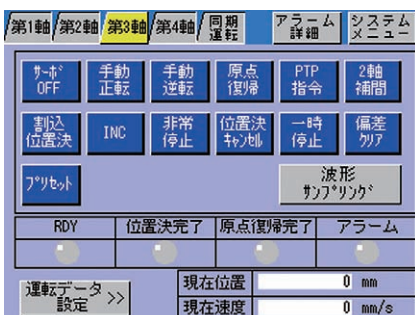 第1軸 第2軸 第3軸 第4軸 同期 アラーム システム
運転 詳細 メニュー
サーボ 手動 手動 原点 PTP 2軸
OFF 正転 逆転 復帰 指令 補間
割込 INC 非常 位置決 一時 偏差
位置決 停止 キャンセル 停止 クリア
プリセット 波形
サンプリング
RDY 位置決完了 原点復帰完了 アラーム
運転データ >> 現在位置 0 mm
設定 現在速度 0 mm/s